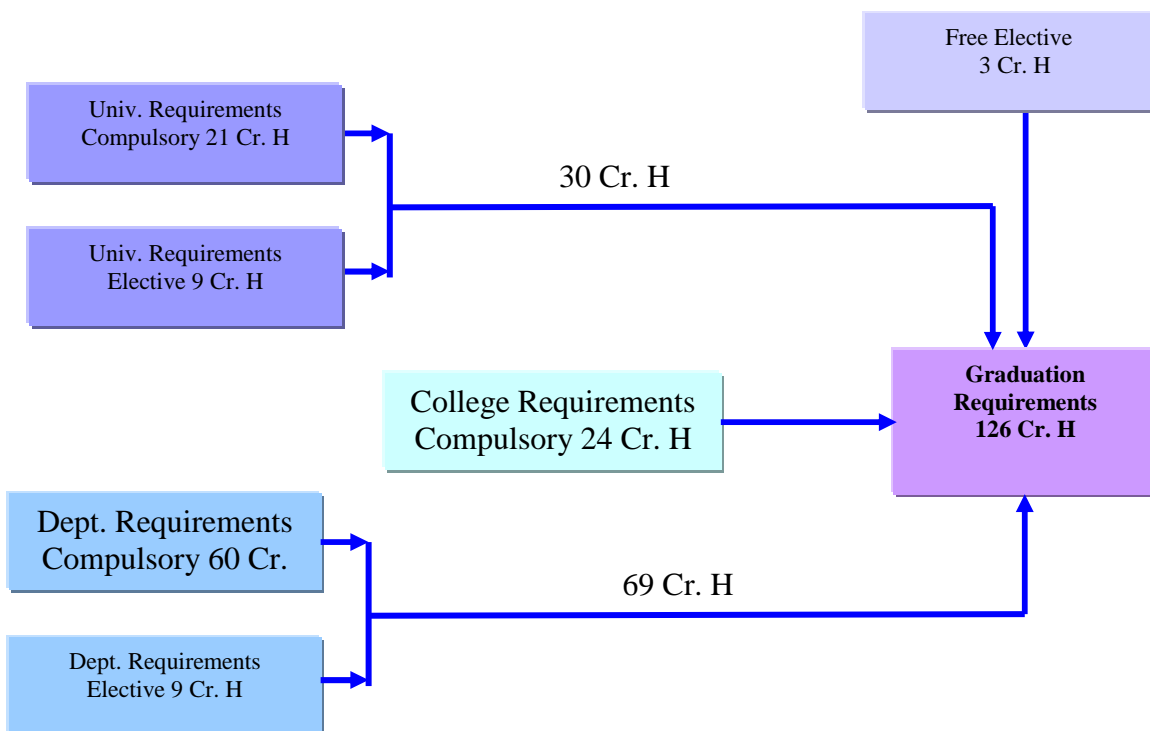 Free Elective
3 Cr. H
Univ. Requirements
Compulsory 21 Cr. H
30 Cr. H
Univ. Requirements
Elective 9 Cr. H
Graduation
Requirements
126 Cr. H
College Requirements
Compulsory 24 Cr. H
Dept. Requirements
Compulsory 60 Cr.
69 Cr. H
Dept. Requirements
Elective 9 Cr. H